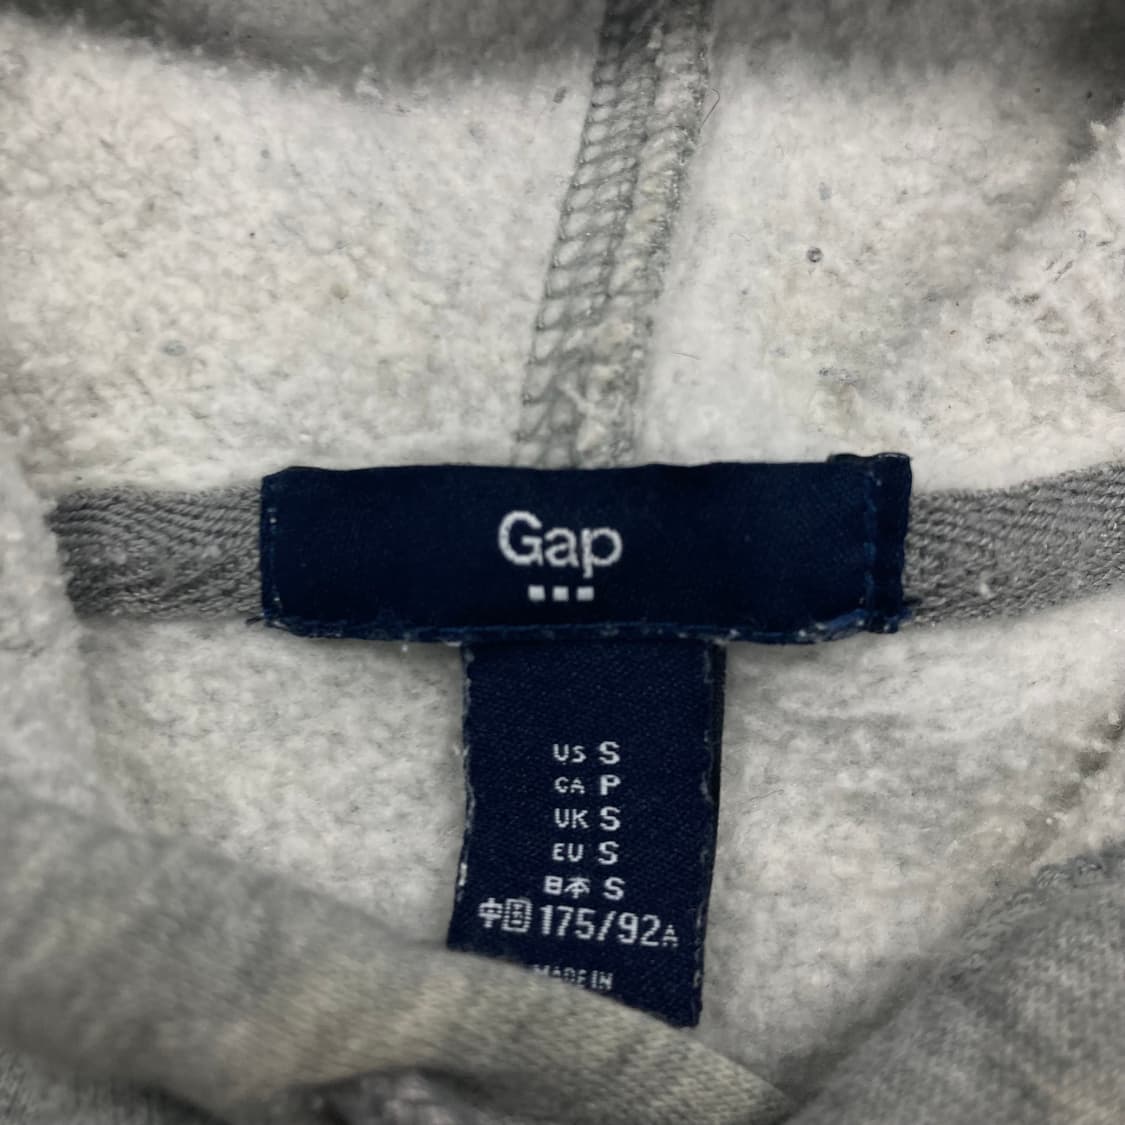 Gap
US S
CA P
UK S
EU S
日本 S
中国 175/92A
MADE IN